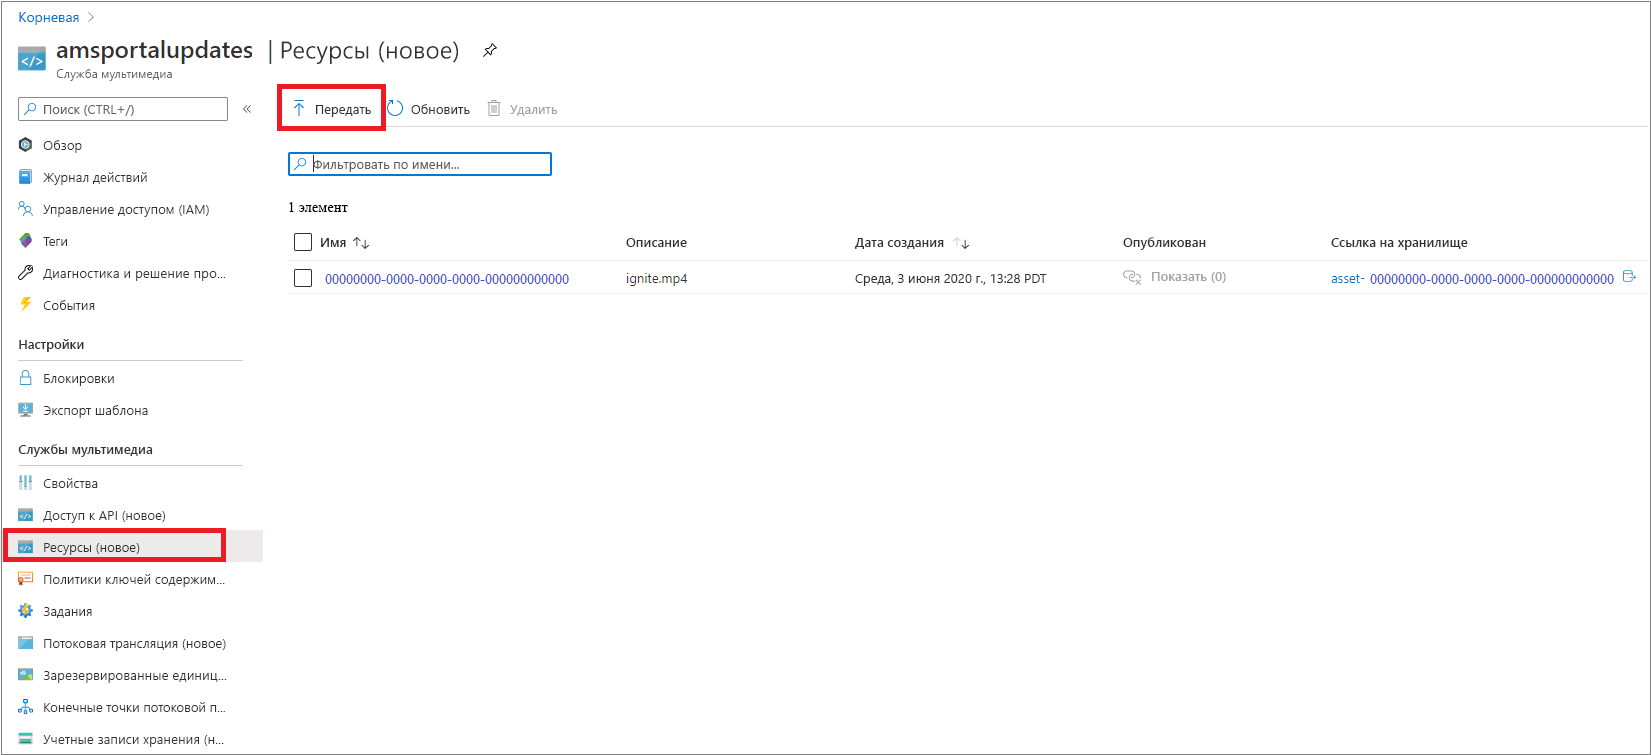 Корневая
amsportalupdates | Ресурсы (новое)
Служба мультимедиа
Поиск (CTRL+/)
«
Передать
Обновить
Удалить
Обзор
Журнал действий
Управление доступом (IAM)
Теги
Диагностика и решение про...
События
Настройки
Блокировки
Экспорт шаблона
Службы мультимедиа
Свойства
Доступ к API (новое)
Ресурсы (новое)
Политики ключей содержим...
Задания
Потоковая трансляция (новое)
Зарезервированные единиц...
Конечные точки потоковой п...
Учетные записи хранения (н...
Фильтровать по имени...
1 элемент
Имя Описание Дата создания Опубликован Ссылка на хранилище
00000000-0000-0000-0000-000000000000 ignite.mp4 Среда, 3 июня 2020 г., 13:28 PDT Показать (0) asset- 00000000-0000-0000-0000-000000000000